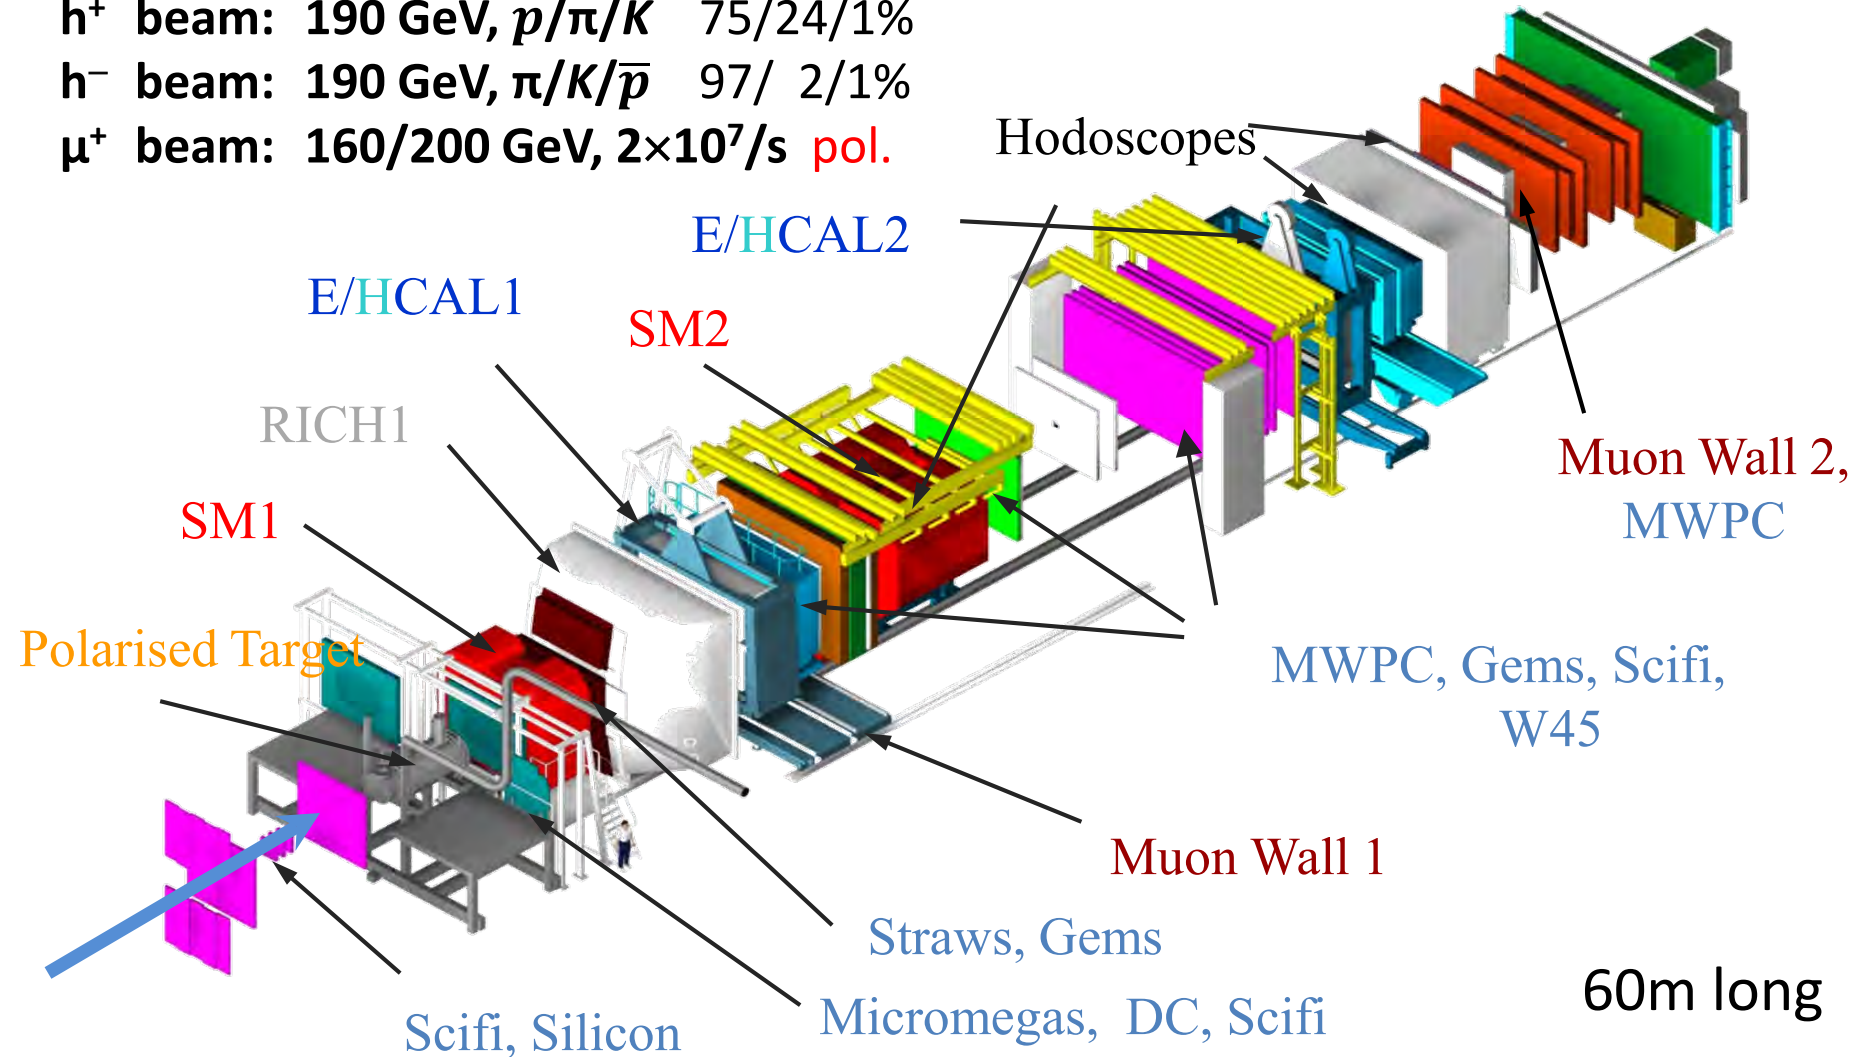 h⁺ beam: 190 GeV, p/π/K 75/24/1%
h⁻ beam: 190 GeV, π/K/p̅ 97/ 2/1%
μ⁺ beam: 160/200 GeV, 2×10⁷/s pol.
Hodoscopes
E/HCAL2
E/HCAL1
SM2
RICH1
SM1
Polarised Target
Muon Wall 2,
MWPC
MWPC, Gems, Scifi,
W45
Muon Wall 1
Straws, Gems
Micromegas, DC, Scifi
Scifi, Silicon
60m long